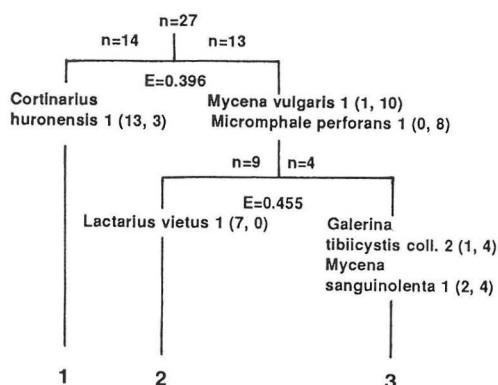 n=27
n=14 n=13
E=0.396
Cortinarius
huronensis 1 (13, 3)
Mycena vulgaris 1 (1, 10)
Micromphale perforans 1 (0, 8)
n=9 n=4
E=0.455
Lactarius vietus 1 (7, 0)
Galerina
tibiicystis coll. 2 (1, 4)
Mycena
sanguinolenta 1 (2, 4)
1 2 3